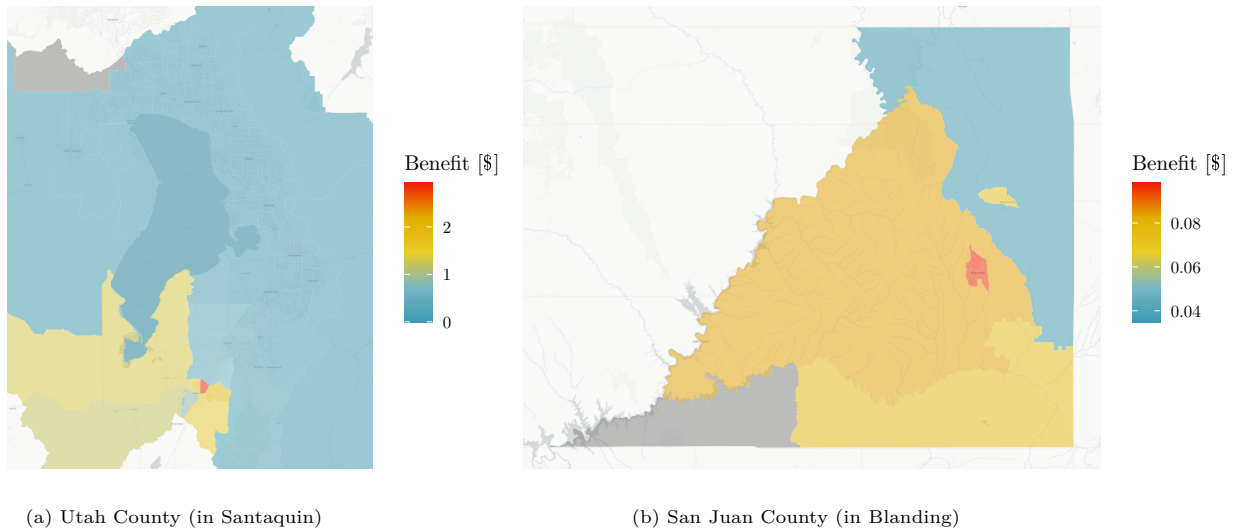 Benefit [$]
2
1
0
(a) Utah County (in Santaquin)
Benefit [$]
0.08
0.06
0.04
(b) San Juan County (in Blanding)